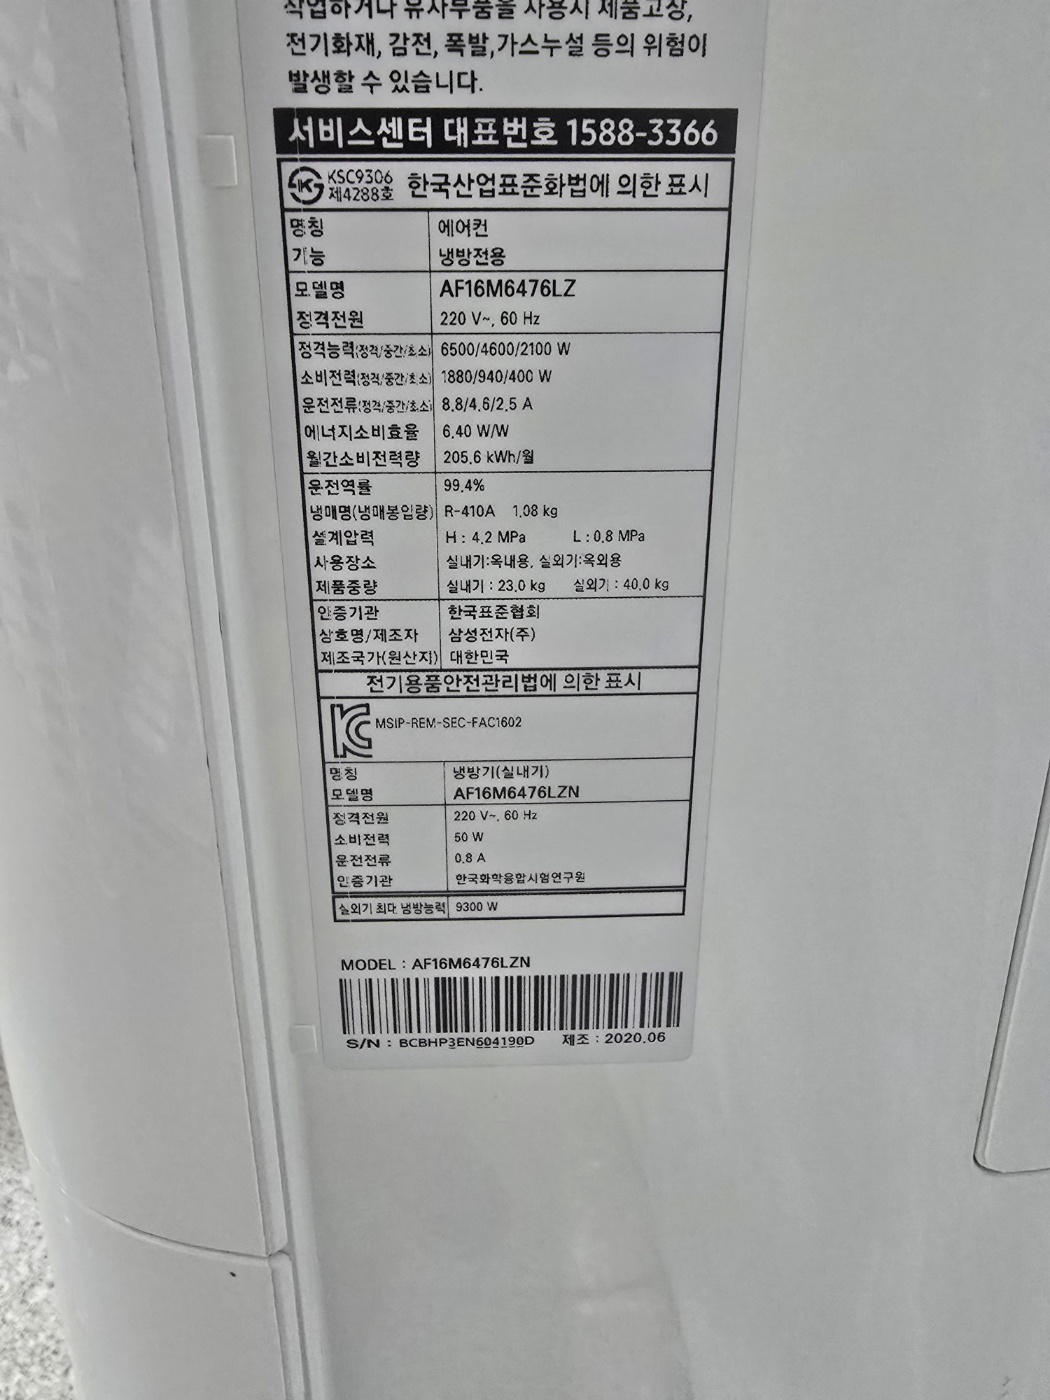 작업하거나 유사부품을 사용시 제품고장,
전기화재, 감전, 폭발,가스누설 등의 위험이
발생할 수 있습니다.
서비스센터 대표번호 1588-3366
KSC9306
제4288호 한국산업표준화법에 의한 표시
명칭 에어컨
기능 냉방전용
모델명 AF16M6476LZ
정격전원 220 V~, 60 Hz
정격능력(정격/중간/최소) 6500/4600/2100 W
소비전력(정격/중간/최소) 1880/940/400 W
운전전류(정격/중간/최소) 8.8/4.6/2.5 A
에너지소비효율 6.40 W/W
월간소비전력량 205.6 kWh/월
운전역률 99.4%
냉매명(냉매봉입량) R-410A 1.08 kg
설계압력 H : 4.2 MPa L : 0.8 MPa
사용장소 실내기:옥내용, 실외기:옥외용
제품중량 실내기 : 23.0 kg 실외기 : 40.0 kg
인증기관 한국표준협회
상호명/제조자 삼성전자(주)
제조국가(원산지) 대한민국
전기용품안전관리법에 의한 표시
MSIP-REM-SEC-FAC1602
명칭 냉방기(실내기)
모델명 AF16M6476LZN
정격전원 220 V~, 60 Hz
소비전력 50 W
운전전류 0.8 A
인증기관 한국화학융합시험연구원
실외기 최대 냉방능력 9300 W
MODEL : AF16M6476LZN
S/N : BCBHP3EN604190D 제조 : 2020.06